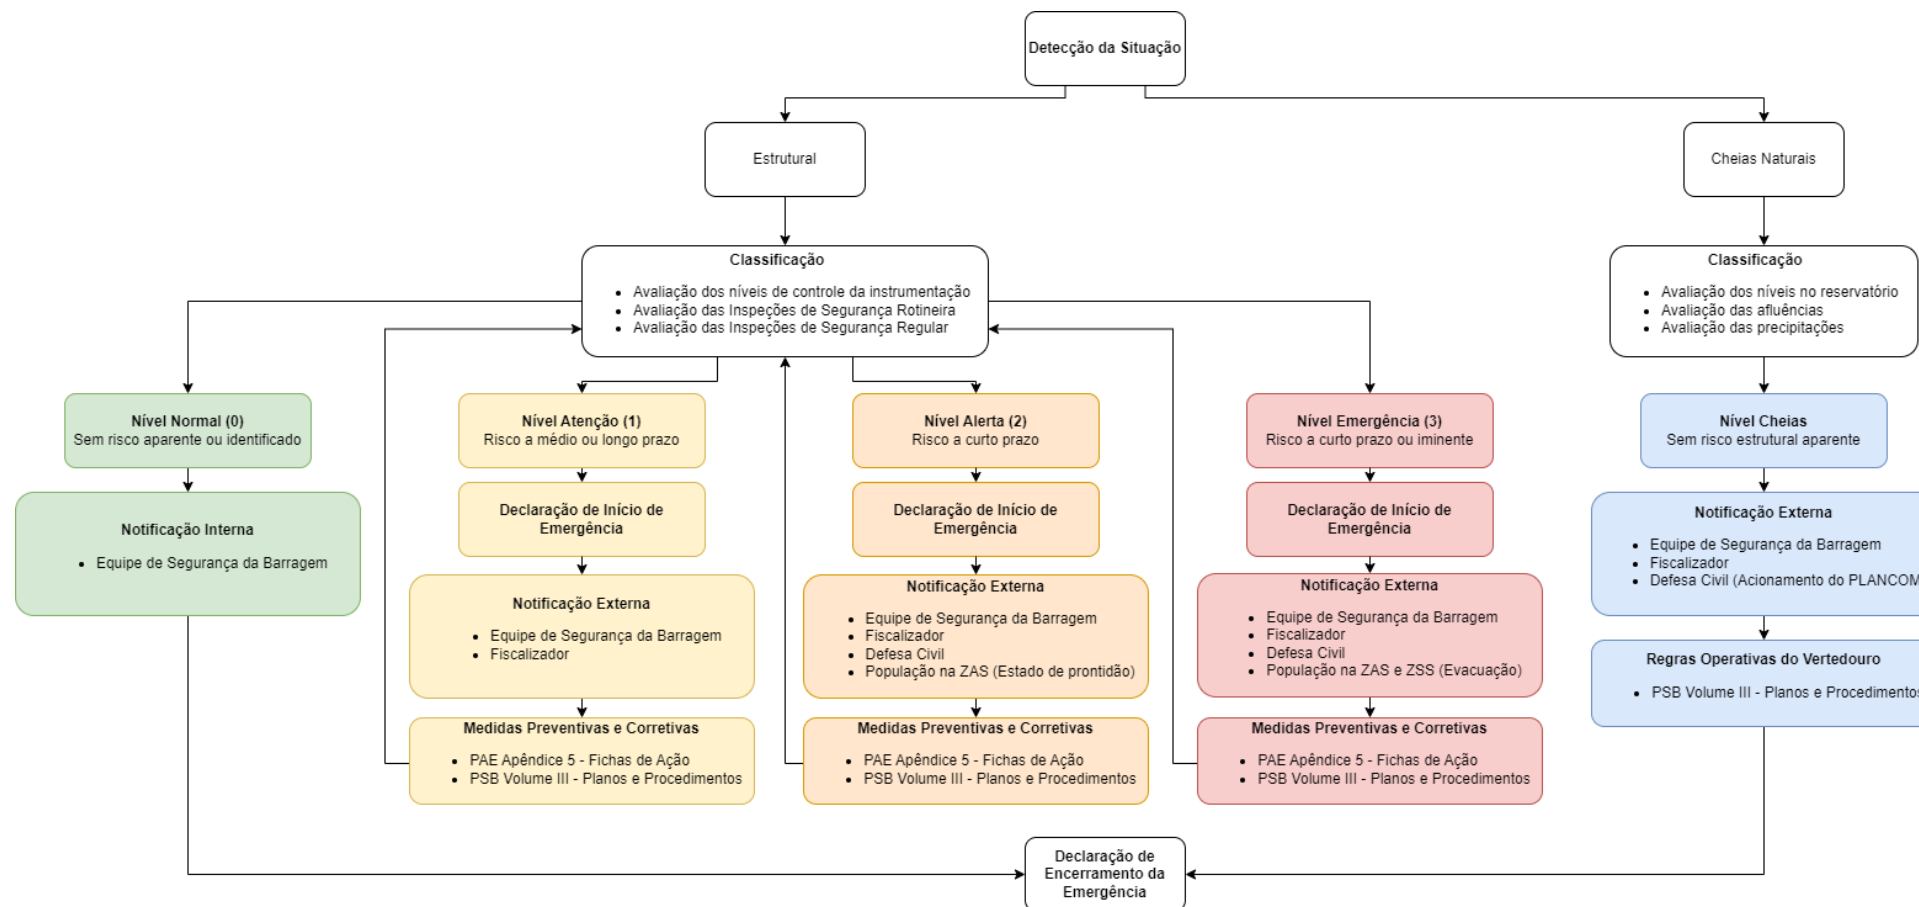 Detecção da Situação
Estrutural
Cheias Naturais
Classificação
• Avaliação dos níveis de controle da instrumentação
• Avaliação das Inspeções de Segurança Rotineira
• Avaliação das Inspeções de Segurança Regular
Classificação
• Avaliação dos níveis no reservatório
• Avaliação das afluências
• Avaliação das precipitações
Nível Normal (0)
Sem risco aparente ou identificado
Notificação Interna
• Equipe de Segurança da Barragem
Nível Atenção (1)
Risco a médio ou longo prazo
Declaração de Início de
Emergência
Notificação Externa
• Equipe de Segurança da Barragem
• Fiscalizador
Medidas Preventivas e Corretivas
• PAE Apêndice 5 - Fichas de Ação
• PSB Volume III - Planos e Procedimentos
Nível Alerta (2)
Risco a curto prazo
Declaração de Início de
Emergência
Notificação Externa
• Equipe de Segurança da Barragem
• Fiscalizador
• Defesa Civil
• População na ZAS (Estado de prontidão)
Medidas Preventivas e Corretivas
• PAE Apêndice 5 - Fichas de Ação
• PSB Volume III - Planos e Procedimentos
Nível Emergência (3)
Risco a curto prazo ou iminente
Declaração de Início de
Emergência
Notificação Externa
• Equipe de Segurança da Barragem
• Fiscalizador
• Defesa Civil
• População na ZAS e ZSS (Evacuação)
Medidas Preventivas e Corretivas
• PAE Apêndice 5 - Fichas de Ação
• PSB Volume III - Planos e Procedimentos
Nível Cheias
Sem risco estrutural aparente
Notificação Externa
• Equipe de Segurança da Barragem
• Fiscalizador
• Defesa Civil (Acionamento do PLANCOM
Regras Operativas do Vertedouro
• PSB Volume III - Planos e Procedimentos
Declaração de
Encerramento da
Emergência